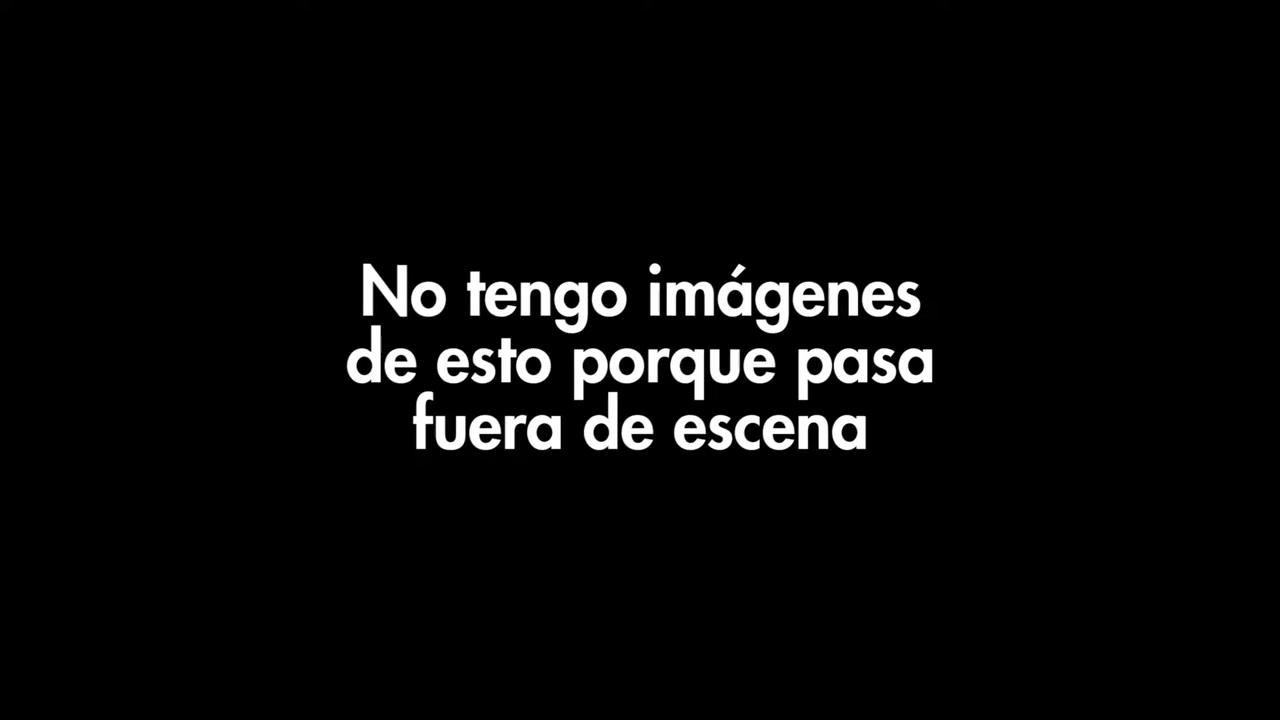 No tengo imágenes
de esto porque pasa
fuera de escena